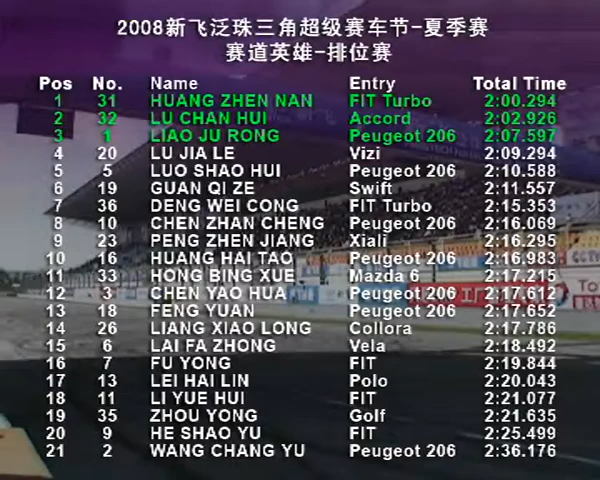 2008新飞泛珠三角超级赛车节-夏季赛
赛道英雄-排位赛
Pos No. Name Entry Total Time
1 31 HUANG ZHEN NAN FIT Turbo 2:00.294
2 32 LU CHAN HUI Accord 2:02.926
3 1 LIAO JU RONG Peugeot 206 2:07.597
4 20 LU JIA LE Vizi 2:09.294
5 5 LUO SHAO HUI Peugeot 206 2:10.588
6 19 GUAN QI ZE Swift 2:11.557
7 36 DENG WEI CONG FIT Turbo 2:15.353
8 10 CHEN ZHAN CHENG Peugeot 206 2:16.069
9 23 PENG ZHEN JIANG Xiali 2:16.295
10 16 HUANG HAI TAO Peugeot 206 2:16.983
11 33 HONG BING XUE Mazda 6 2:17.215
12 3 CHEN YAO HUA Peugeot 206 2:17.612
13 18 FENG YUAN Peugeot 206 2:17.652
14 26 LIANG XIAO LONG Collora 2:17.786
15 6 LAI FA ZHONG Vela 2:18.492
16 7 FU YONG FIT 2:19.844
17 13 LEI HAI LIN Polo 2:20.043
18 11 LI YUE HUI FIT 2:21.077
19 35 ZHOU YONG Golf 2:21.635
20 9 HE SHAO YU FIT 2:25.499
21 2 WANG CHANG YU Peugeot 206 2:36.176